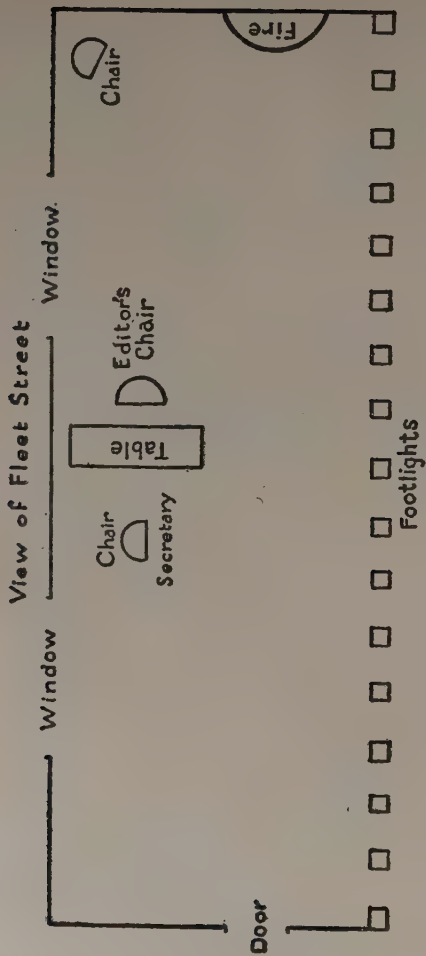 View of Fleet Street
Window
Window.
Chair
Fire
Chair
Secretary
Table
Editor's
Chair
Door
Footlights